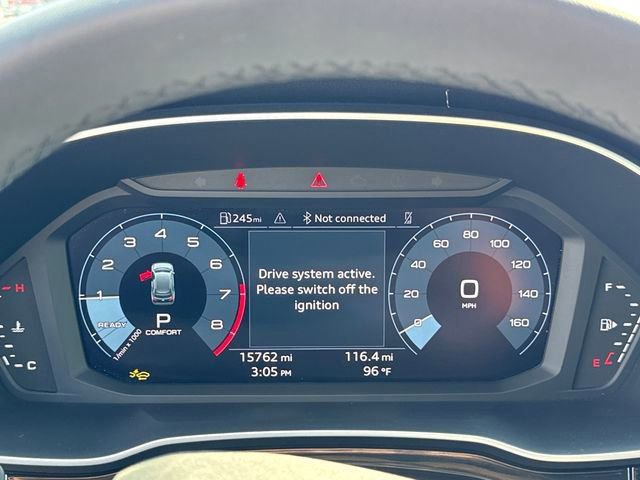 245mi Not connected
1 2 3 4 5 6 7 8
READY
P
COMFORT
1/min x 1000
Drive system active.
Please switch off the
ignition
0 20 40 60 80 100 120 140 160
0
MPH
15762 mi 116.4 mi
3:05 PM 96 °F
H
C
F
E